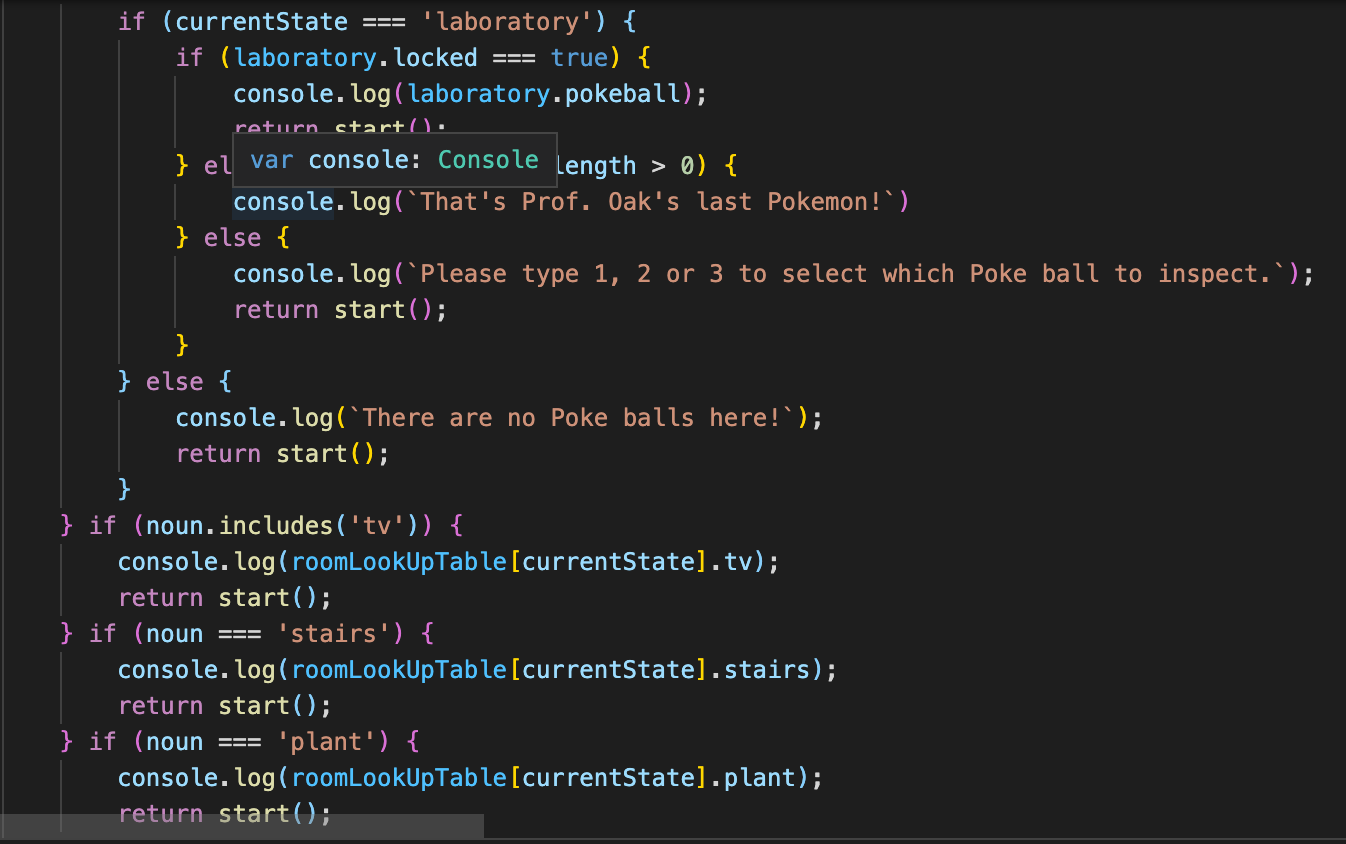 if (currentState === 'laboratory') {
if (laboratory.locked === true) {
console.log(laboratory.pokeball);
return start();
} el length > 0) {
var console: Console
console.log(`That's Prof. Oak's last Pokemon!`)
} else {
console.log(`Please type 1, 2 or 3 to select which Poke ball to inspect.`);
return start();
}
} else {
console.log(`There are no Poke balls here!`);
return start();
}
} if (noun.includes('tv')) {
console.log(roomLookUpTable[currentState].tv);
return start();
} if (noun === 'stairs') {
console.log(roomLookUpTable[currentState].stairs);
return start();
} if (noun === 'plant') {
console.log(roomLookUpTable[currentState].plant);
return start();